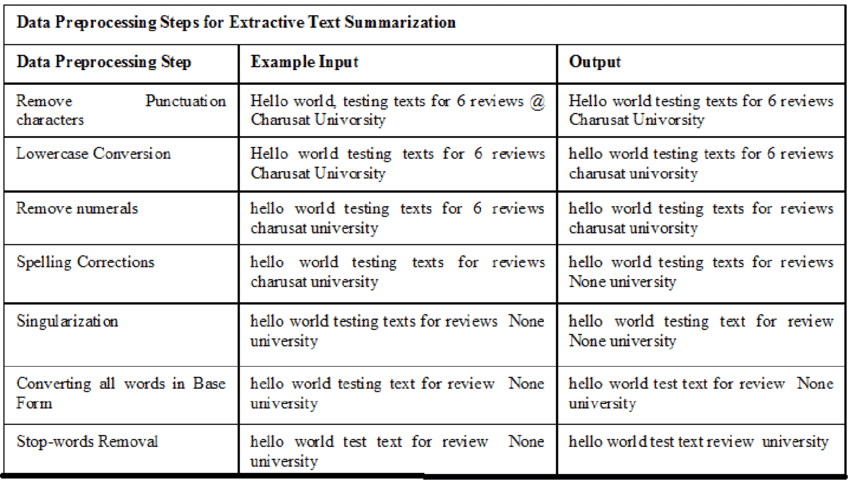 Data Preprocessing Steps for Extractive Text Summarization
Data Preprocessing Step
Example Input
Output
Remove Punctuation
characters
Hello world, testing texts for 6 reviews @
Charusat Univorsity
Hello world testing texts for 6 reviews
Charusat Univorsity
Lowercase Conversion
Hello world testing texts for 6 reviews
Charusat Univorsity
hello world testing texts for 6 reviews
charusat univorsity
Remove numerals
hello world testing texts for 6 reviews
charusat university
hello world testing texts for reviews
charusat univorsity
Spelling Corrections
hello world testing texts for reviews
charusat university
hello world testing texts for reviews
None university
Singularization
hello world testing texts for reviews None
university
hello world testing text for review
None university
Converting all words in Base
Form
hello world testing text for review None
university
hello world test text for review None
university
Stop-words Removal
hello world test text for review None
university
hello world test text review university